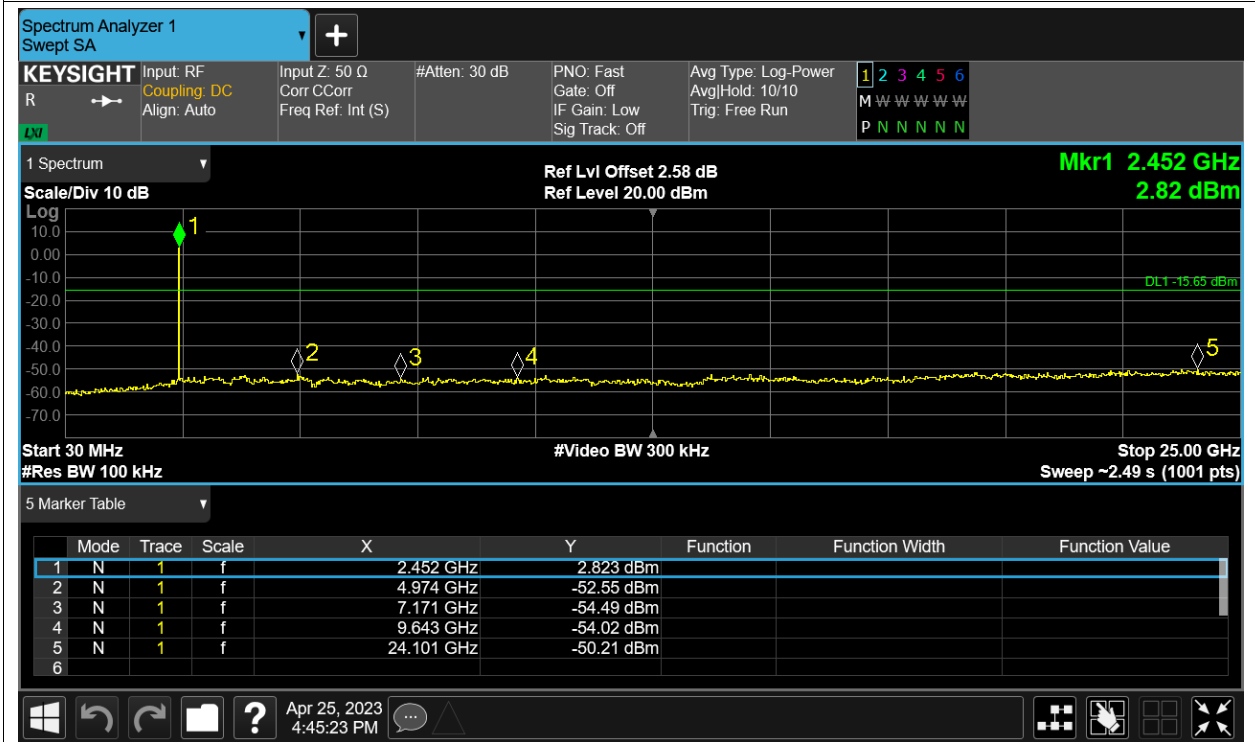 Spectrum Analyzer 1
Swept SA
KEYSIGHT
R
LXI
Input: RF
Coupling: DC
Align: Auto
Input Z: 50 Ω
Corr CCorr
Freq Ref: Int (S)
#Atten: 30 dB
PNO: Fast
Gate: Off
IF Gain: Low
Sig Track: Off
Avg Type: Log-Power
Avg|Hold: 10/10
Trig: Free Run
1 2 3 4 5 6
M W W W W W
P N N N N N
1 Spectrum
Scale/Div 10 dB
Ref Lvl Offset 2.58 dB
Ref Level 20.00 dBm
Mkr1 2.452 GHz
2.82 dBm
Log
10.0
0.00
-10.0
-20.0
-30.0
-40.0
-50.0
-60.0
-70.0
1
2
3
4
5
DL1 -15.65 dBm
Start 30 MHz
#Res BW 100 kHz
#Video BW 300 kHz
Stop 25.00 GHz
Sweep ~2.49 s (1001 pts)
5 Marker Table
Mode Trace Scale X Y Function Function Width Function Value
1 N 1 f 2.452 GHz 2.823 dBm
2 N 1 f 4.974 GHz -52.55 dBm
3 N 1 f 7.171 GHz -54.49 dBm
4 N 1 f 9.643 GHz -54.02 dBm
5 N 1 f 24.101 GHz -50.21 dBm
6
?
Apr 25, 2023
4:45:23 PM